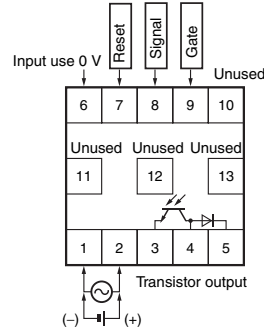 Reset
Signal
Gate
Input use 0 V
Unused
6 7 8 9 10
Unused Unused
11 12 13
1 2 3 4 5
Transistor output
(−) (+)